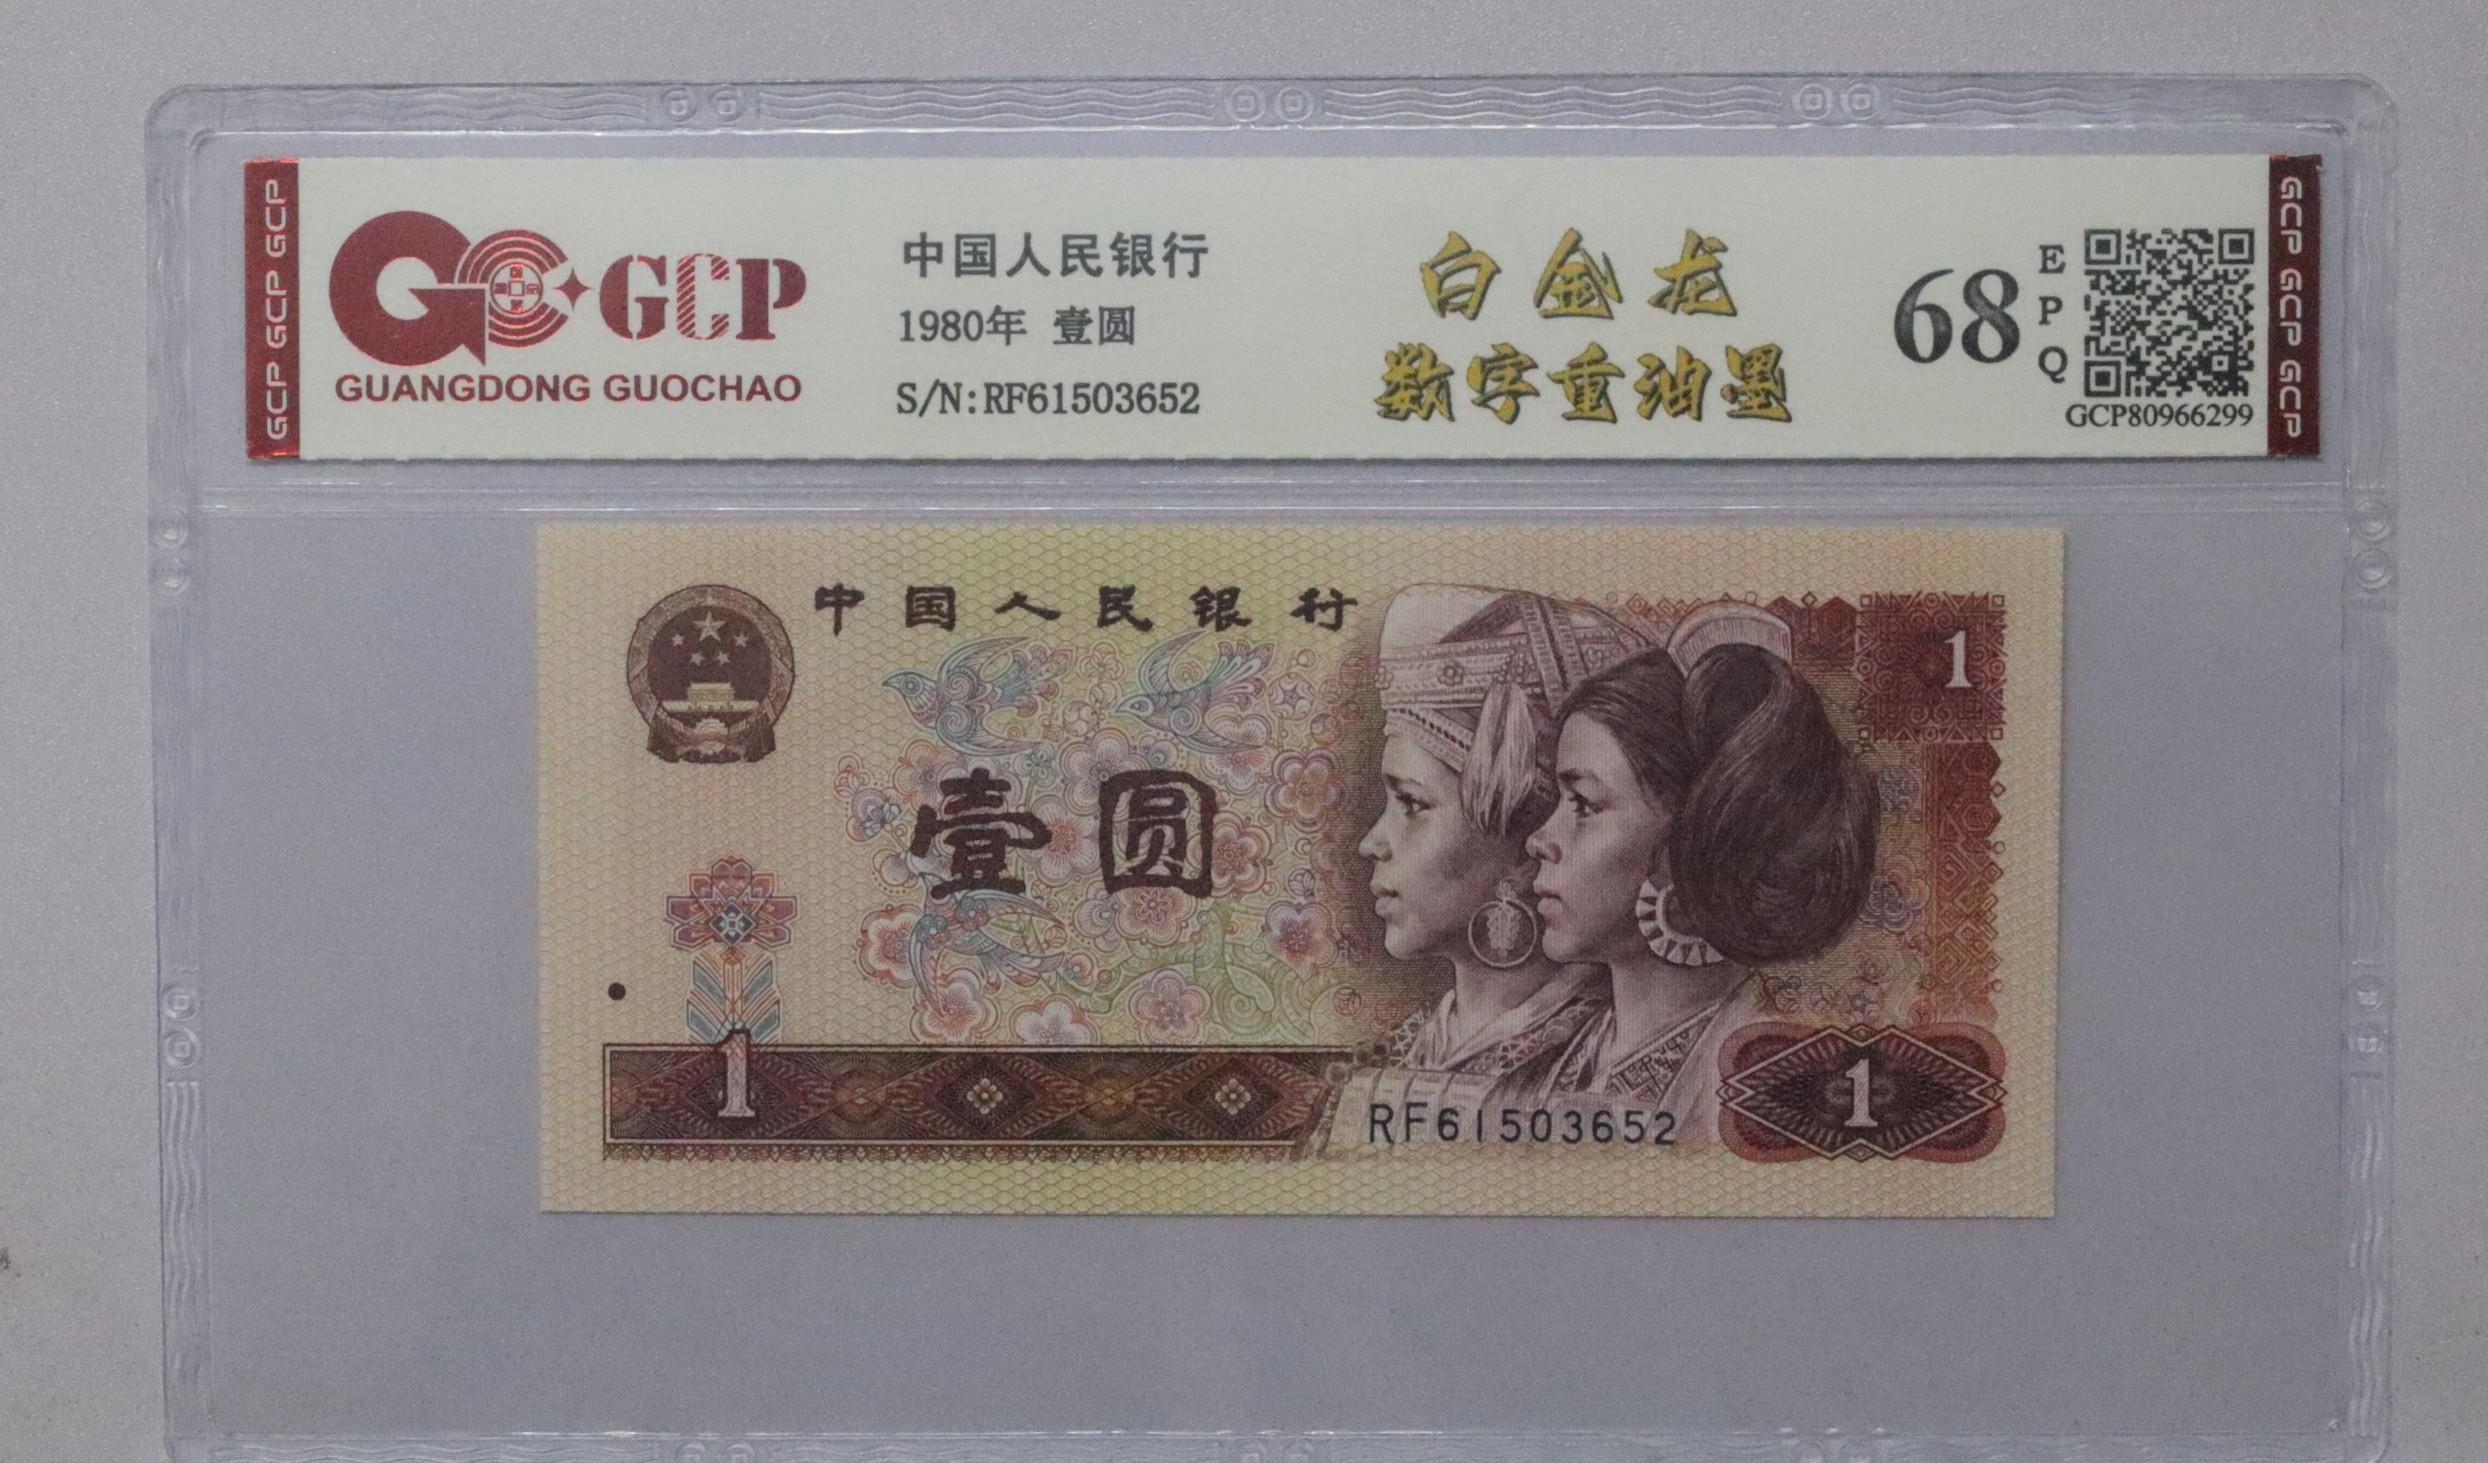 GCP GCP GCP
GCP
GUANGDONG GUOCHAO
中国人民银行
1980年 壹圆
S/N:RF61503652
白金龙
数字重油墨
68
EPQ
GCP80966299
GCP GCP GCP
中国人民银行
1
壹圆
1
RF61503652
1